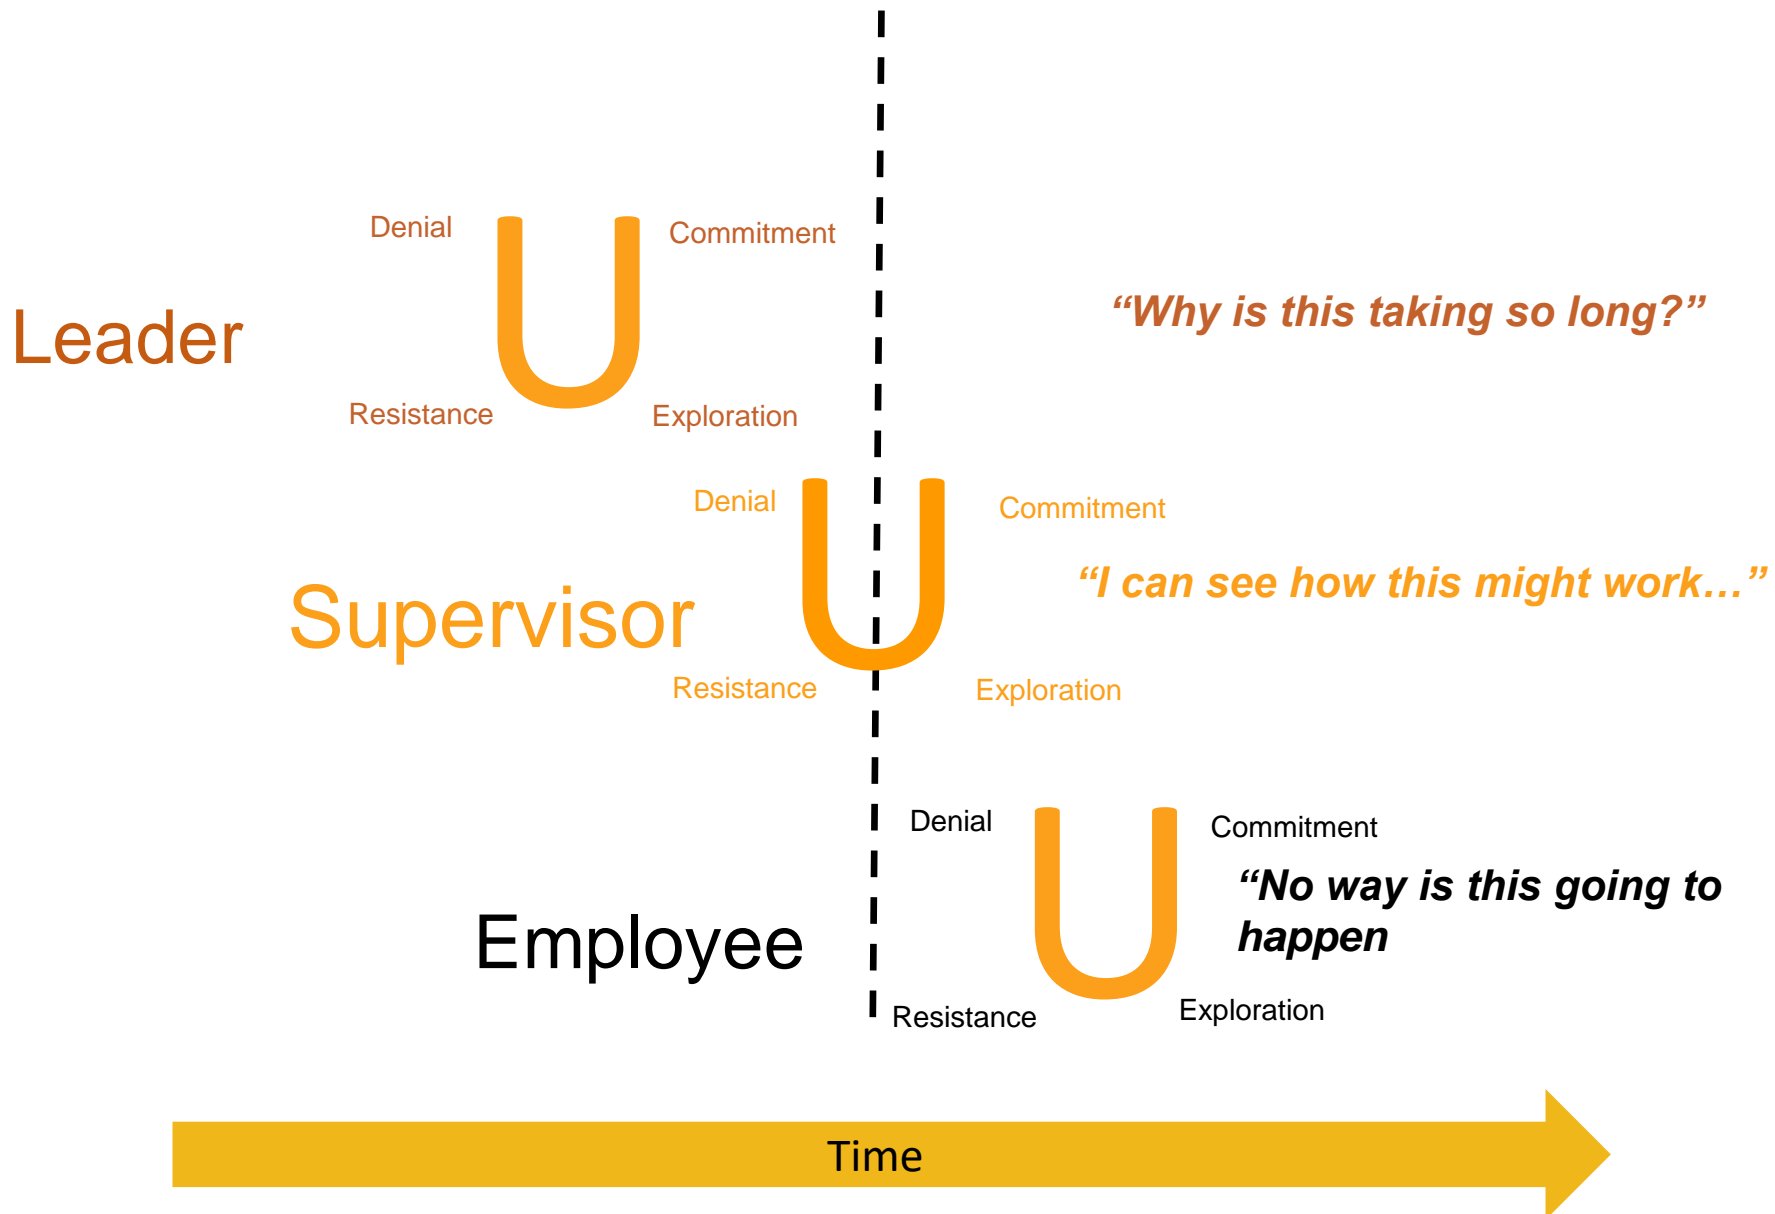 Denial
Commitment
Leader
“Why is this taking so long?”
Resistance
Exploration
Denial
Commitment
Supervisor
“I can see how this might work…”
Resistance
Exploration
Denial
Commitment
“No way is this going to
happen
Employee
Resistance
Exploration
Time